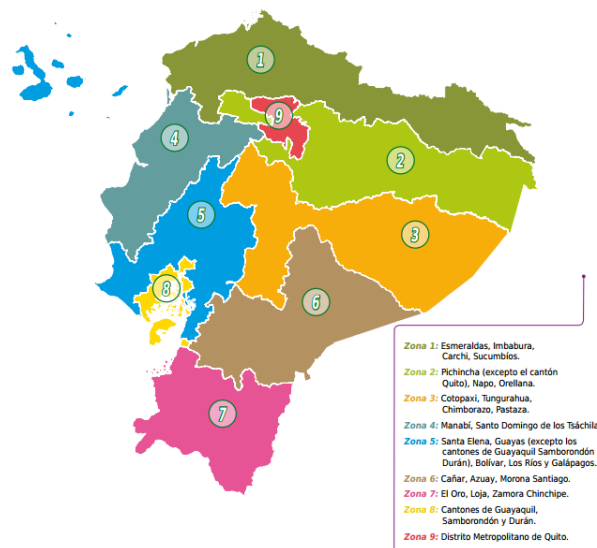 1
9
4
2
5
3
8
6
7
Zona 1: Esmeraldas, Imbabura,
Carchi, Sucumbíos.
Zona 2: Pichincha (excepto el cantón
Quito), Napo, Orellana.
Zona 3: Cotopaxi, Tungurahua,
Chimborazo, Pastaza.
Zona 4: Manabí, Santo Domingo de los Tsáchila
Zona 5: Santa Elena, Guayas (excepto los
cantones de Guayaquil Samborondón
Durán), Bolívar, Los Ríos y Galápagos.
Zona 6: Cañar, Azuay, Morona Santiago.
Zona 7: El Oro, Loja, Zamora Chinchipe.
Zona 8: Cantones de Guayaquil,
Samborondón y Durán.
Zona 9: Distrito Metropolitano de Quito.